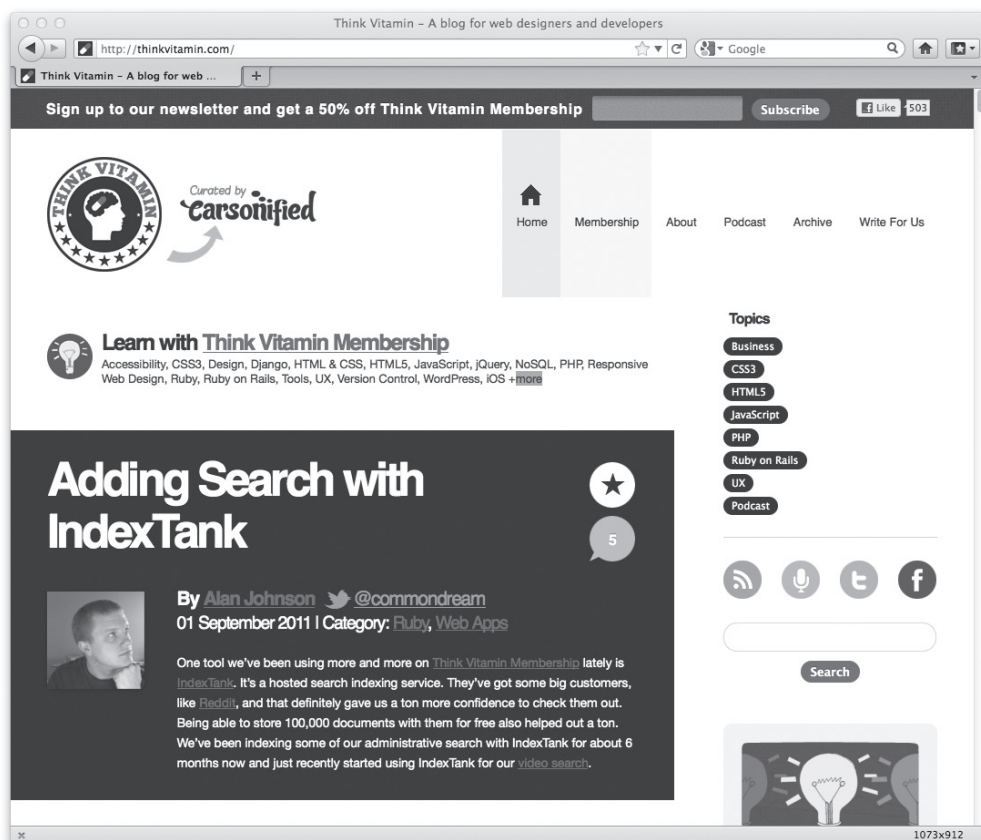 Think Vitamin – A blog for web designers and developers
http://thinkvitamin.com/
Google
Think Vitamin – A blog for web ...
+
Sign up to our newsletter and get a 50% off Think Vitamin Membership
Subscribe
Like
503
THINK VITAMIN
Curated by
Carsonified
Home
Membership
About
Podcast
Archive
Write For Us
Learn with Think Vitamin Membership
Accessibility, CSS3, Design, Django, HTML & CSS, HTML5, JavaScript, jQuery, NoSQL, PHP, Responsive
Web Design, Ruby, Ruby on Rails, Tools, UX, Version Control, WordPress, iOS +more
Adding Search with
IndexTank
5
By Alan Johnson @commondream
01 September 2011 | Category: Ruby, Web Apps
One tool we've been using more and more on Think Vitamin Membership lately is
IndexTank. It's a hosted search indexing service. They've got some big customers,
like Reddit, and that definitely gave us a ton more confidence to check them out.
Being able to store 100,000 documents with them for free also helped out a ton.
We've been indexing some of our administrative search with IndexTank for about 6
months now and just recently started using IndexTank for our video search.
Topics
Business
CSS3
HTML5
JavaScript
PHP
Ruby on Rails
UX
Podcast
Search
1073x912